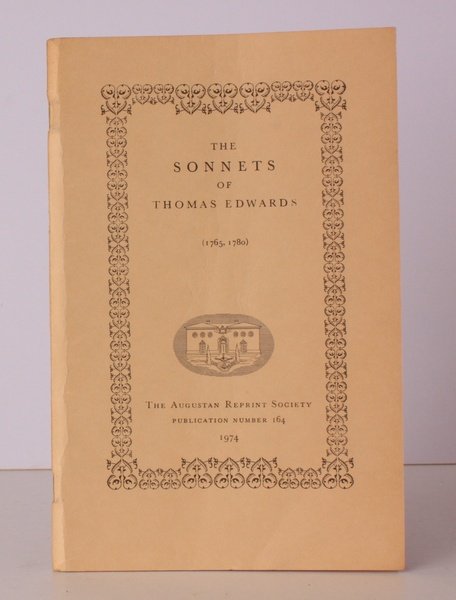 THE
SONNETS
OF
THOMAS EDWARDS
(1765, 1780)
THE AUGUSTAN REPRINT SOCIETY
PUBLICATION NUMBER 164
1974